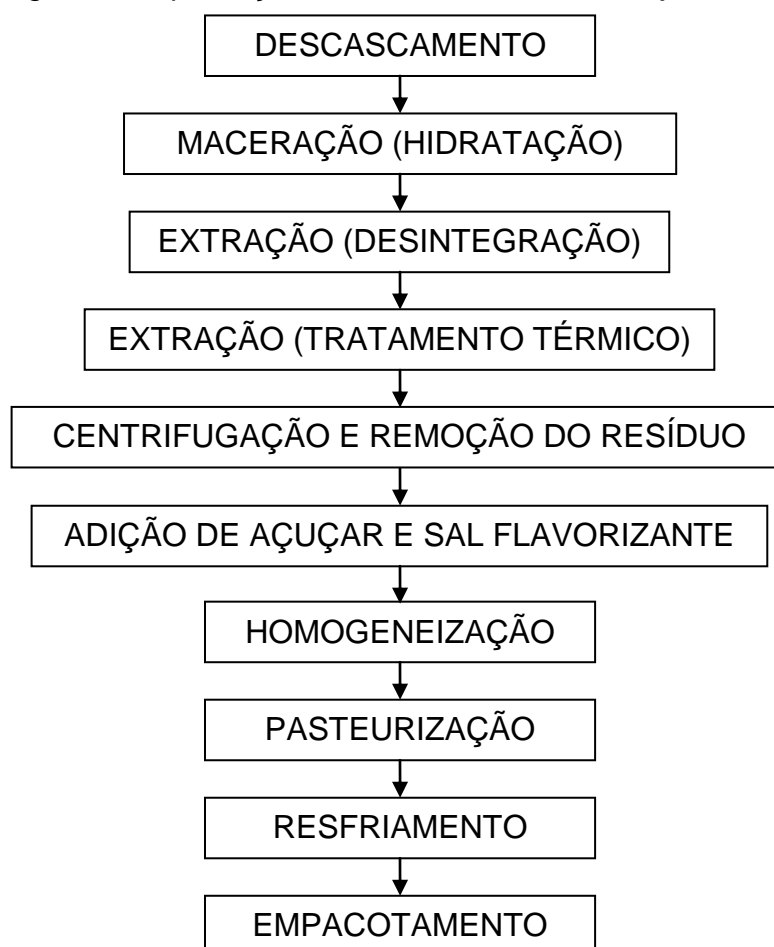 DESCASCAMENTO
MACERAÇÃO (HIDRATAÇÃO)
EXTRAÇÃO (DESINTEGRAÇÃO)
EXTRAÇÃO (TRATAMENTO TÉRMICO)
CENTRIFUGAÇÃO E REMOÇÃO DO RESÍDUO
ADIÇÃO DE AÇUÇAR E SAL FLAVORIZANTE
HOMOGENEIZAÇÃO
PASTEURIZAÇÃO
RESFRIAMENTO
EMPACOTAMENTO